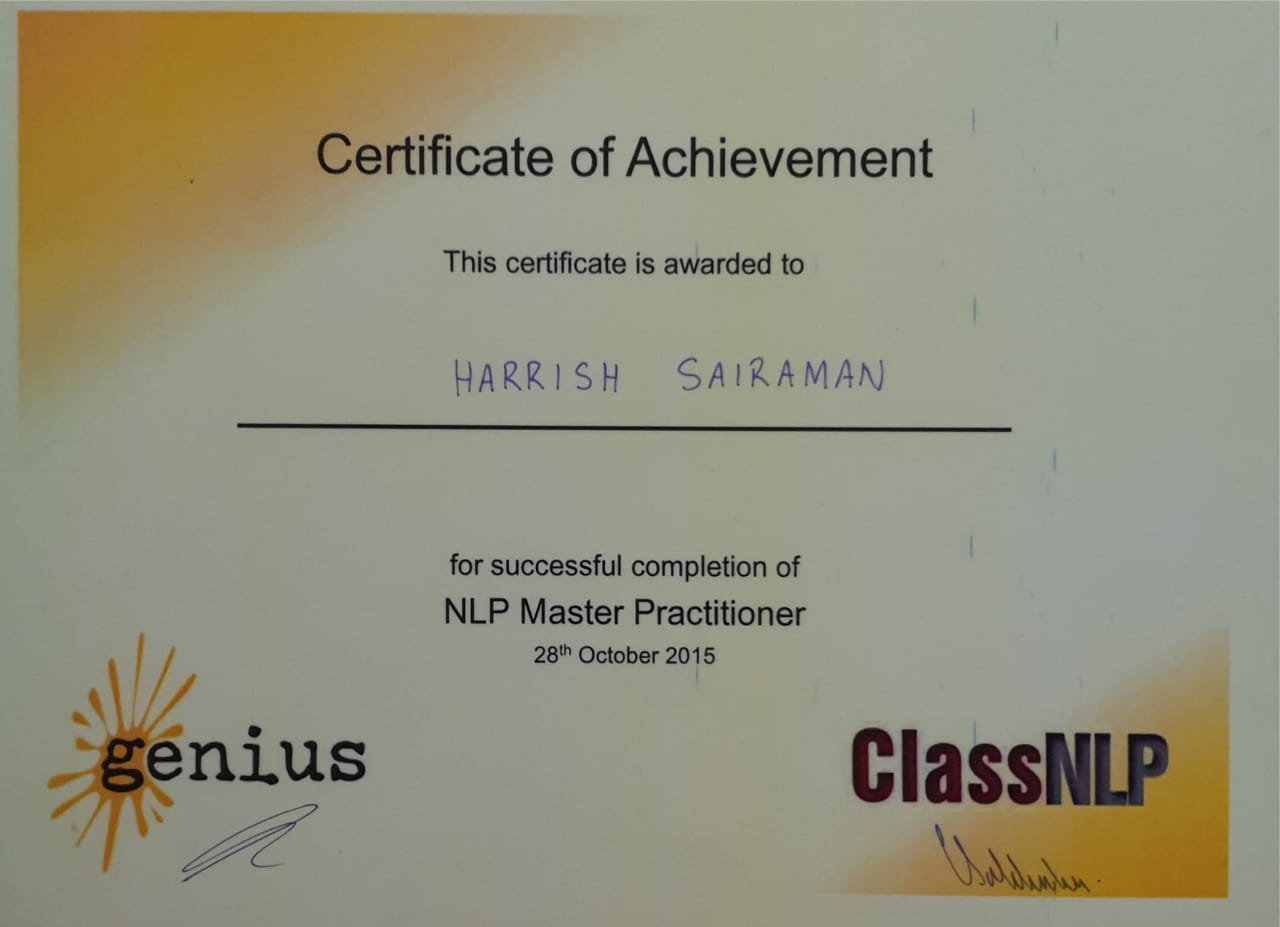 Certificate of Achievement
This certificate is awarded to
HARRISH SAIRAMAN
for successful completion of
NLP Master Practitioner
28th October 2015
genius
ClassNLP